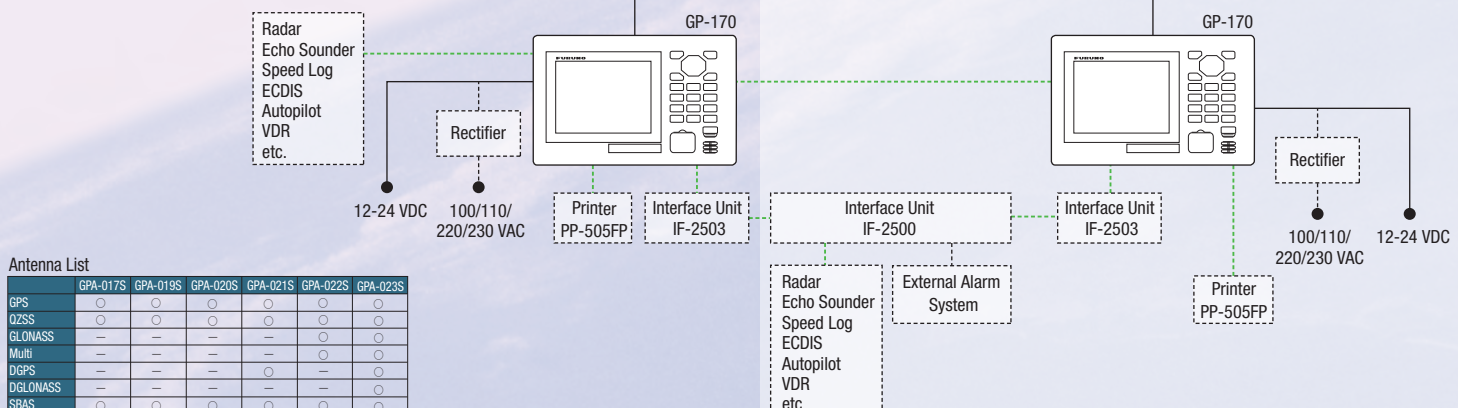 GP-170
FURUNO
Radar
Echo Sounder
Speed Log
ECDIS
Autopilot
VDR
etc.
Rectifier
12-24 VDC
100/110/
220/230 VAC
Printer
PP-505FP
Interface Unit
IF-2503
Interface Unit
IF-2500
Radar
Echo Sounder
Speed Log
ECDIS
Autopilot
VDR
etc.
External Alarm
System
GP-170
FURUNO
Interface Unit
IF-2503
Printer
PP-505FP
Rectifier
100/110/
220/230 VAC
12-24 VDC
Antenna List
GPA-017S GPA-019S GPA-020S GPA-021S GPA-022S GPA-023S
GPS ○ ○ ○ ○ ○ ○
QZSS ○ ○ ○ ○ ○ ○
GLONASS — — — — ○ ○
Multi — — — — ○ ○
DGPS — — — ○ — ○
DGLONASS — — — — — ○
SBAS ○ ○ ○ ○ ○ ○